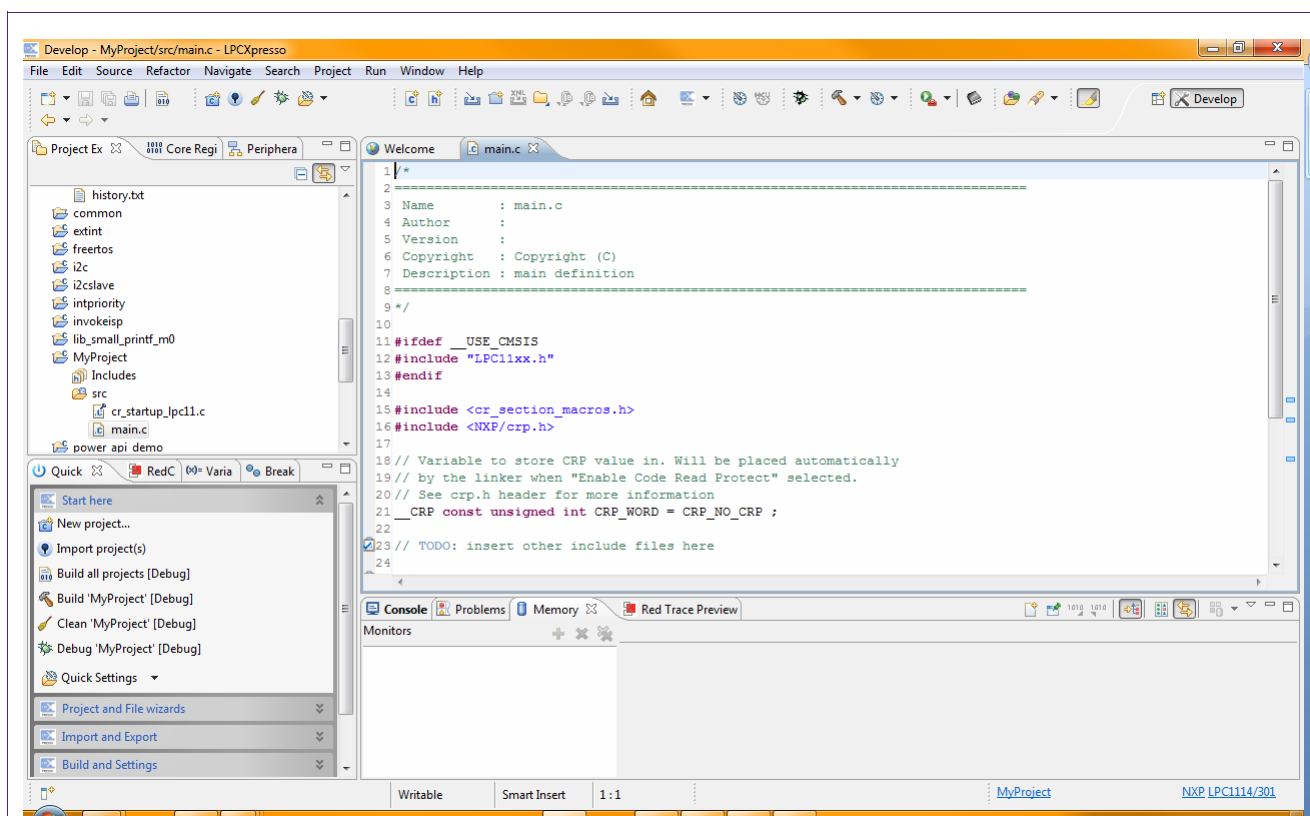 Develop - MyProject/src/main.c - LPCXpresso
File Edit Source Refactor Navigate Search Project Run Window Help
Develop
Project Ex
Core Regi
Periphera
history.txt
common
extint
freertos
i2c
i2cslave
intpriority
invokeisp
lib_small_printf_m0
MyProject
Includes
src
cr_startup_lpc11.c
main.c
power api demo
Quick
RedC
(x)= Varia
Break
Start here
New project...
Import project(s)
Build all projects [Debug]
Build 'MyProject' [Debug]
Clean 'MyProject' [Debug]
Debug 'MyProject' [Debug]
Quick Settings
Project and File wizards
Import and Export
Build and Settings
Welcome
main.c
1 /*
2 ===============================================================================
3 Name : main.c
4 Author :
5 Version :
6 Copyright : Copyright (C)
7 Description : main definition
8 ===============================================================================
9 */
10
11 #ifdef __USE_CMSIS
12 #include "LPC11xx.h"
13 #endif
14
15 #include <cr_section_macros.h>
16 #include <NXP/crp.h>
17
18 // Variable to store CRP value in. Will be placed automatically
19 // by the linker when "Enable Code Read Protect" selected.
20 // See crp.h header for more information
21 __CRP const unsigned int CRP_WORD = CRP_NO_CRP ;
22
23 // TODO: insert other include files here
24
Console
Problems
Memory
Red Trace Preview
Monitors
Writable
Smart Insert
1 : 1
MyProject
NXP LPC1114/301